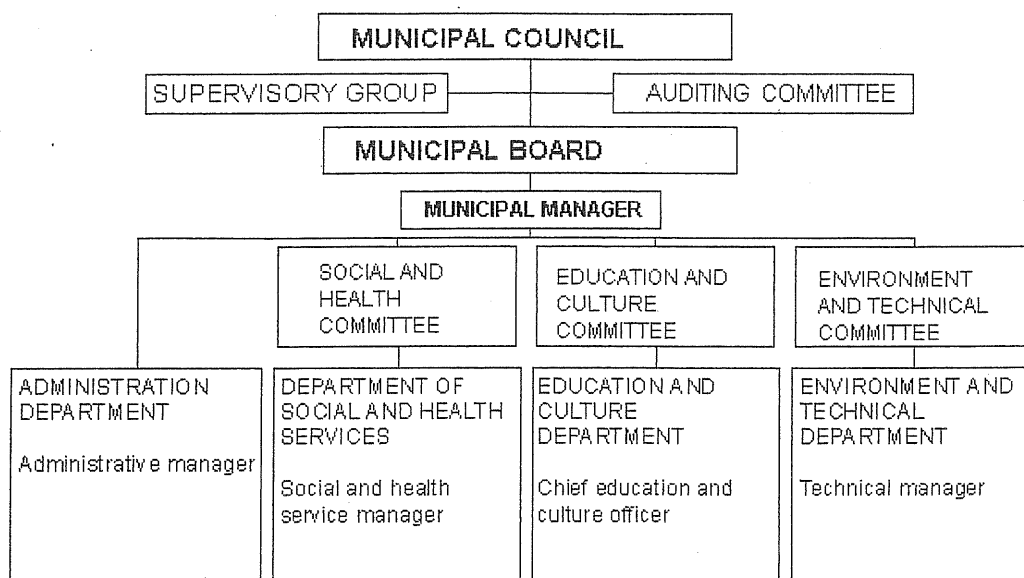 MUNICIPAL COUNCIL
SUPERVISORY GROUP
AUDITING COMMITTEE
MUNICIPAL BOARD
MUNICIPAL MANAGER
SOCIAL AND
HEALTH
COMMITTEE
EDUCATION AND
CULTURE
COMMITTEE
ENVIRONMENT
AND TECHNICAL
COMMITTEE
ADMINISTRATION
DEPARTMENT
Administrative manager
DEPARTMENT OF
SOCIAL AND HEALTH
SERVICES
Social and health
service manager
EDUCATION AND
CULTURE
DEPARTMENT
Chief education and
culture officer
ENVIRONMENT AND
TECHNICAL
DEPARTMENT
Technical manager